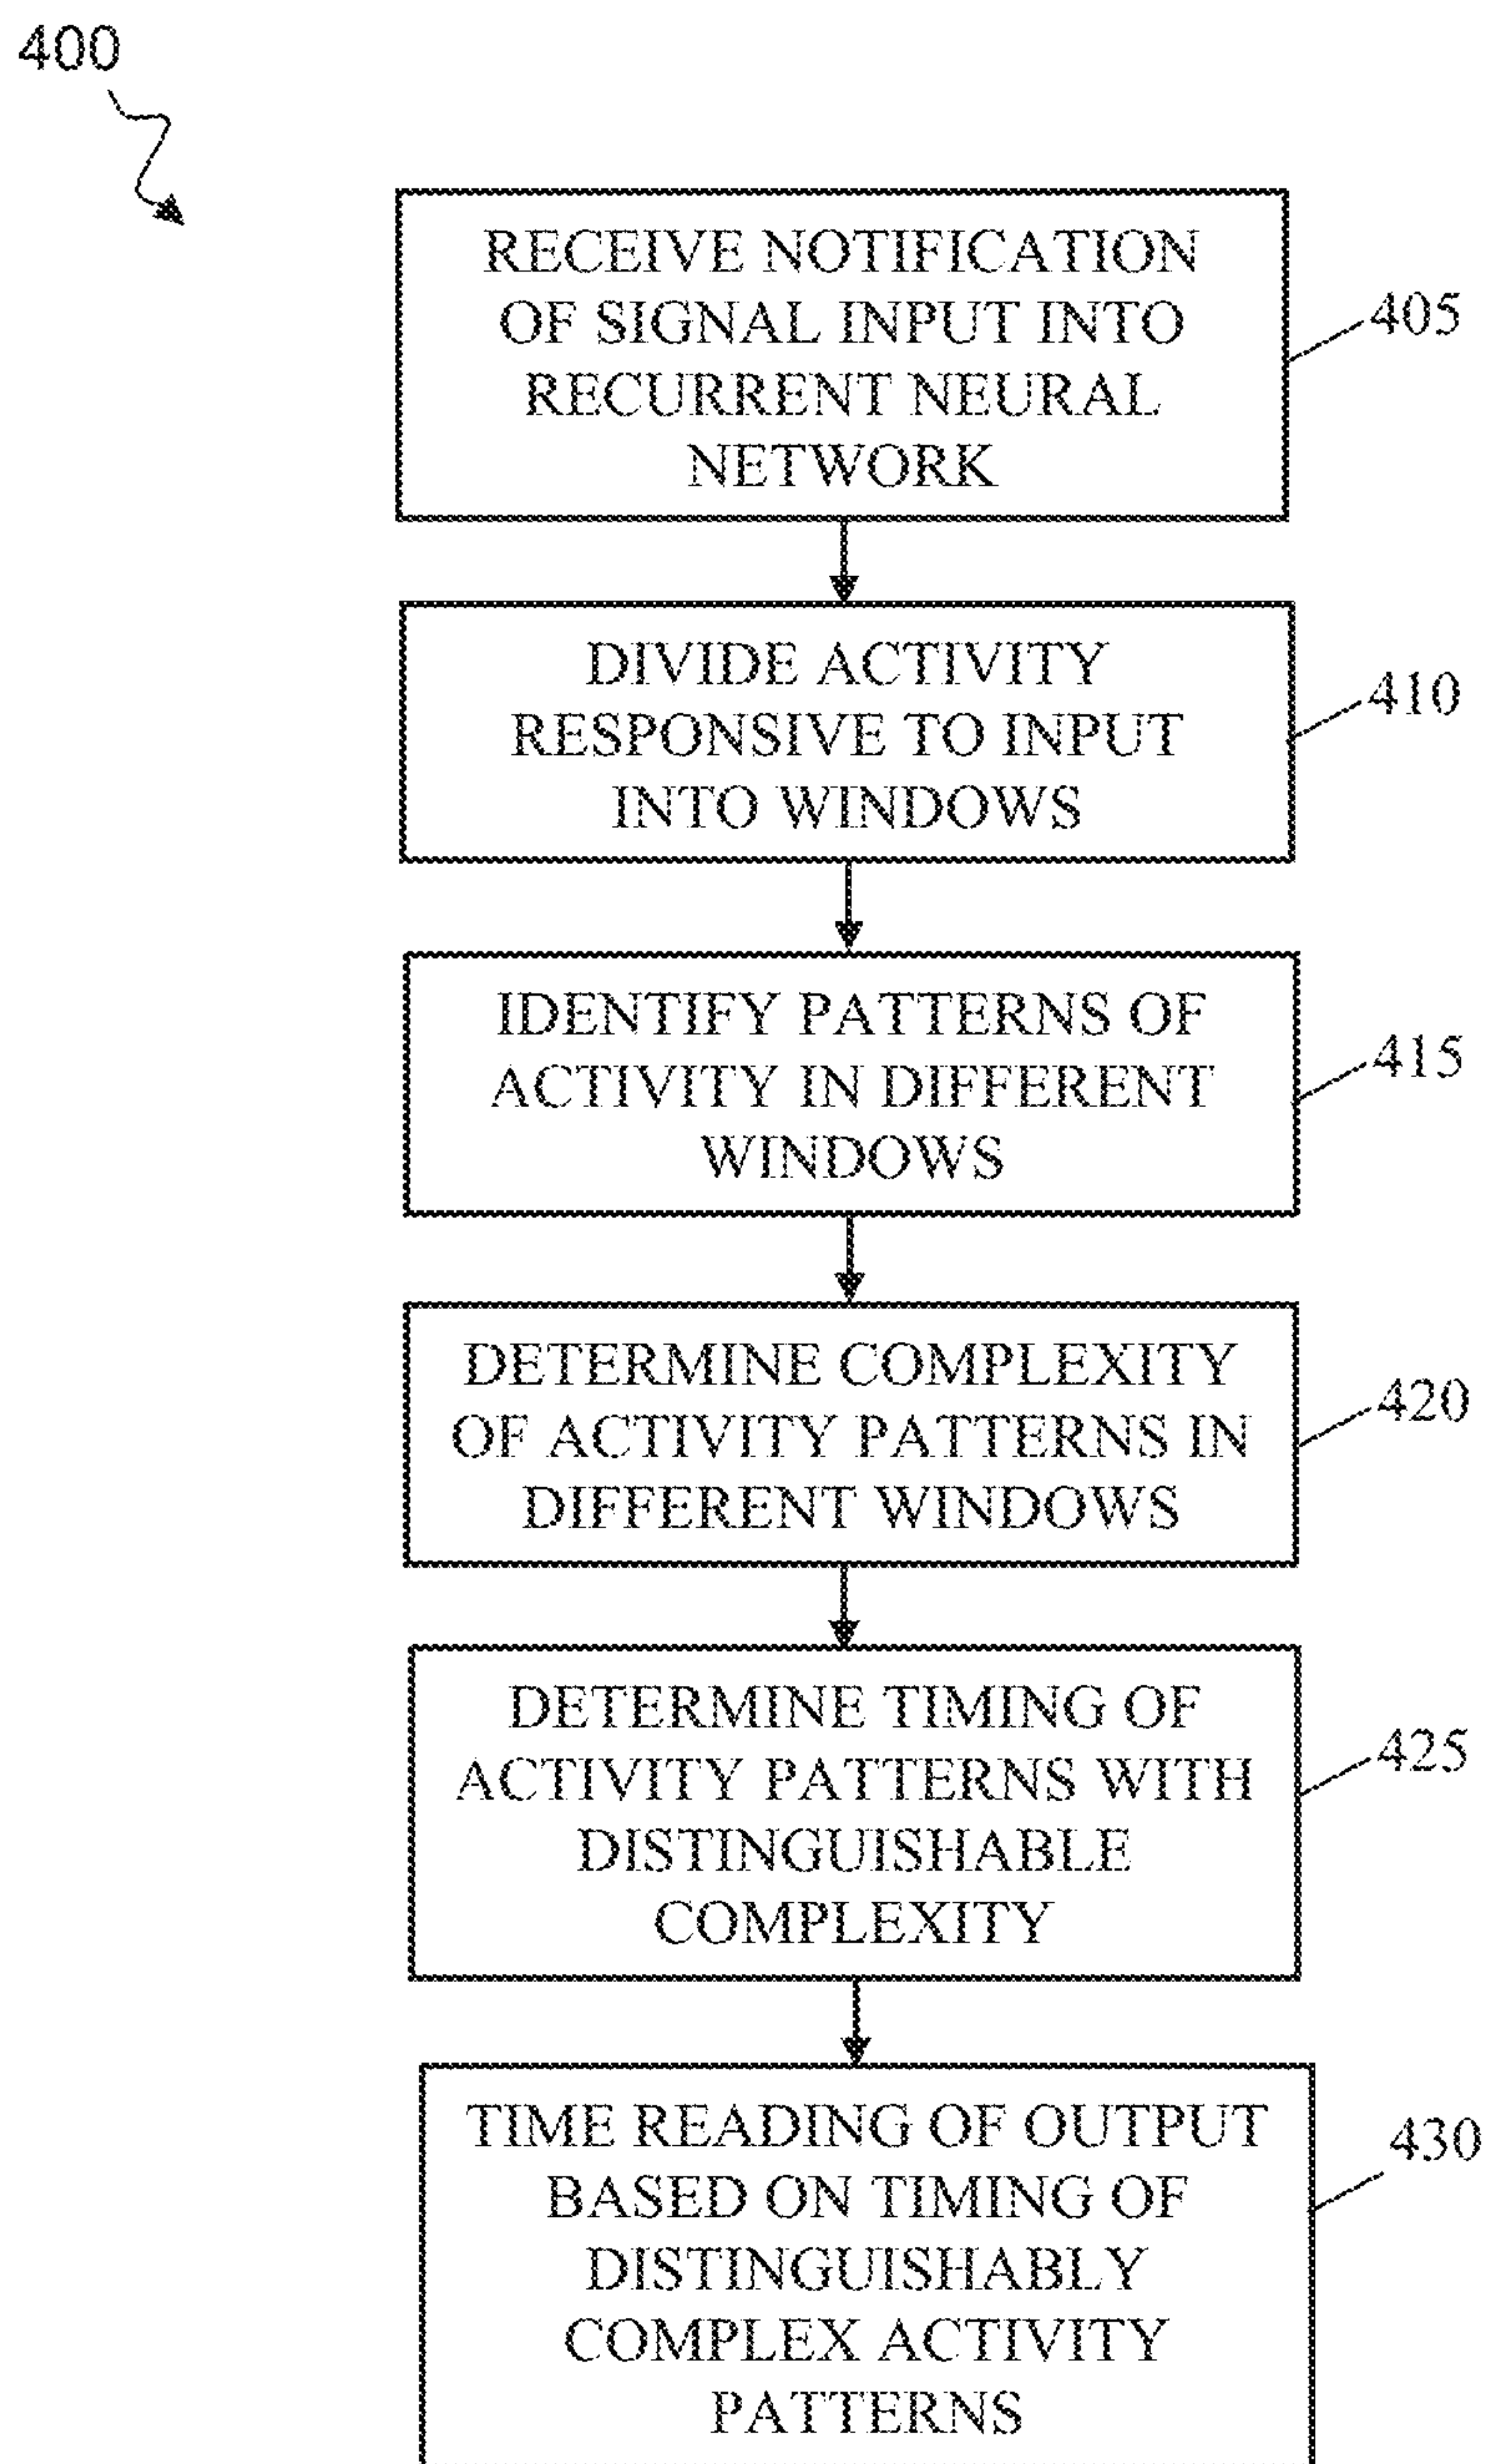 400
RECEIVE NOTIFICATION
OF SIGNAL INPUT INTO
RECURRENT NEURAL
NETWORK
405
DIVIDE ACTIVITY
RESPONSIVE TO INPUT
INTO WINDOWS
410
IDENTIFY PATTERNS OF
ACTIVITY IN DIFFERENT
WINDOWS
415
DETERMINE COMPLEXITY
OF ACTIVITY PATTERNS IN
DIFFERENT WINDOWS
420
DETERMINE TIMING OF
ACTIVITY PATTERNS WITH
DISTINGUISHABLE
COMPLEXITY
425
TIME READING OF OUTPUT
BASED ON TIMING OF
DISTINGUISHABLY
COMPLEX ACTIVITY
PATTERNS
430